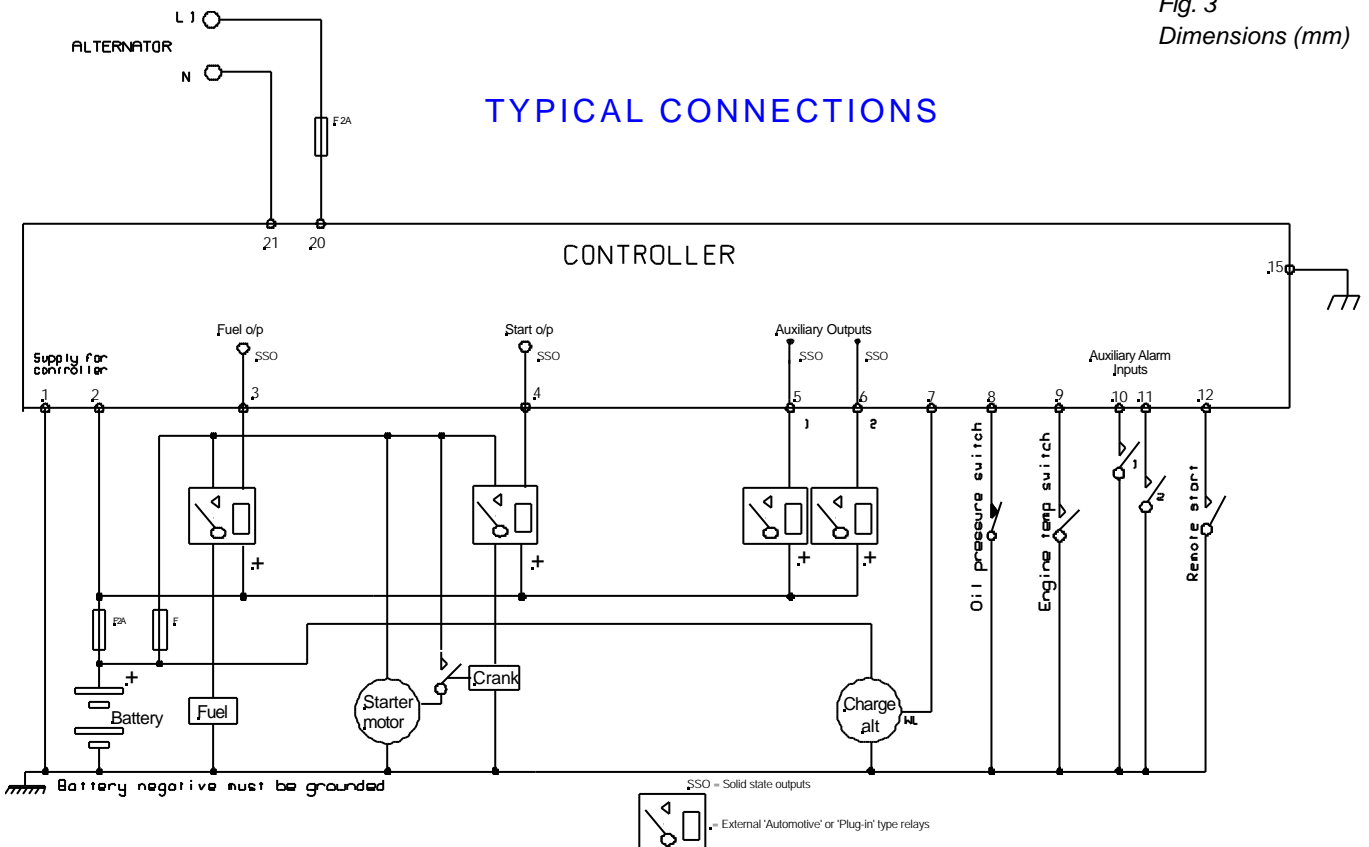 Fig. 3
Dimensions (mm)
L1
ALTERNATOR
N
TYPICAL CONNECTIONS
F 2A
21
20
CONTROLLER
15
Fuel o/p
SSO
Start o/p
SSO
Auxiliary Outputs
SSO
SSO
Auxiliary Alarm
Inputs
Supply for
controller
1
2
3
4
5
6
7
8
9
10
11
12
1
2
Oil pressure switch
Engine temp switch
1
2
Remote start
+
+
+
+
F2A
F
+
Battery
Fuel
Starter
motor
Crank
Charge
alt
WL
Battery negative must be grounded
SSO = Solid state outputs
= External 'Automotive' or 'Plug-in' type relays